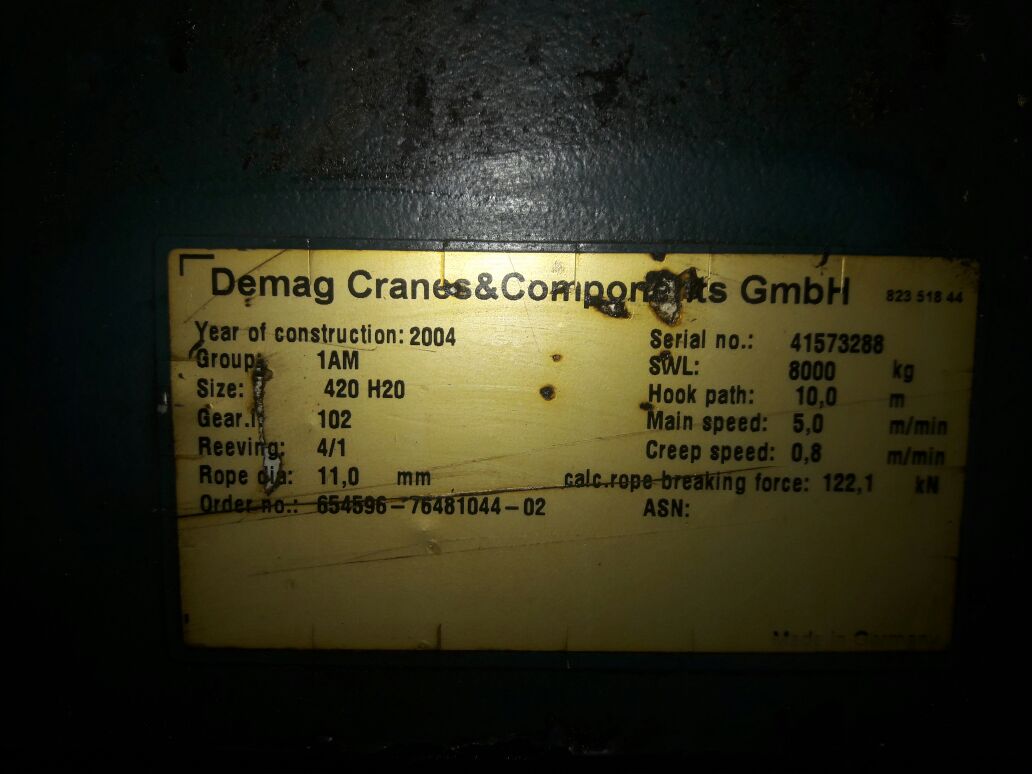 Demag Cranes&Components GmbH 823 518 44
Year of construction: 2004 Serial no.: 41573288
Group: 1AM SWL: 8000 kg
Size: 420 H20 Hook path: 10,0 m
Gear. 102 Main speed: 5,0 m/min
Reeving: 4/1 Creep speed: 0,8 m/min
Rope dia: 11,0 mm calc.rope breaking force: 122,1 kN
Order no.: 654596-76481044-02 ASN:
Made in Germany